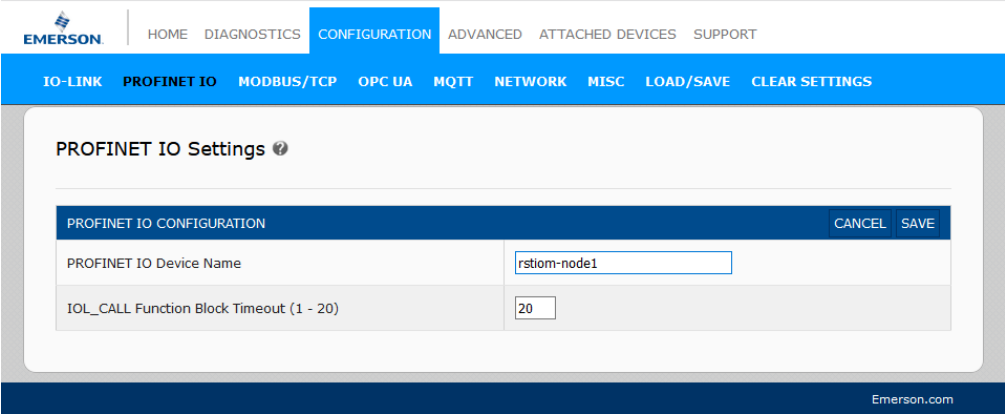 EMERSON HOME DIAGNOSTICS CONFIGURATION ADVANCED ATTACHED DEVICES SUPPORT
IO-LINK PROFINET IO MODBUS/TCP OPC UA MQTT NETWORK MISC LOAD/SAVE CLEAR SETTINGS
PROFINET IO Settings ?
PROFINET IO CONFIGURATION CANCEL SAVE
PROFINET IO Device Name rstiom-node1
IOL_CALL Function Block Timeout (1 - 20) 20
Emerson.com